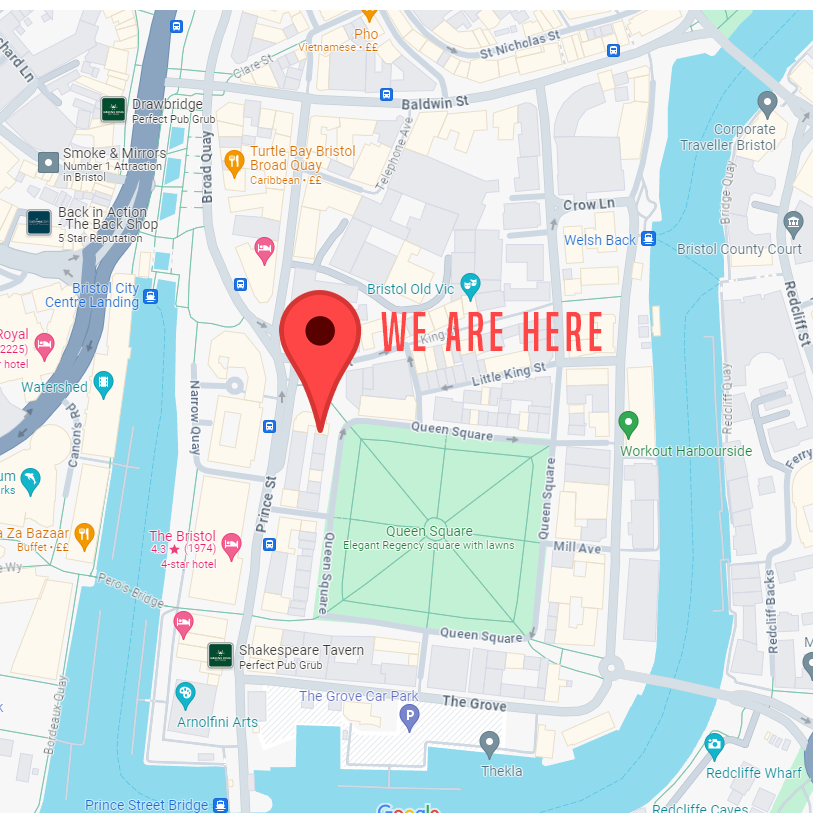 Pho
Vietnamese • ££
St Nicholas St
Clare St
Baldwin St
Drawbridge
Perfect Pub Grub
Corporate
Traveller Bristol
Telephone Ave
Broad Quay
Smoke & Mirrors
Number 1 Attraction
in Bristol
Turtle Bay Bristol
Broad Quay
Caribbean • ££
Bridge Quay
Crow Ln
Back in Action
- The Back Shop
5 Star Reputation
Welsh Back
Bristol County Court
Bristol City
Centre Landing
Bristol Old Vic
Redcliff St
WE ARE HERE
King
Royal
2225)
r hotel
Watershed
Little King St
Redcliff Quay
Narrow Quay
Canon's Rd
Queen Square
Workout Harbourside
Ferry
um
rks
Prince St
Queen Square
Queen Square
Elegant Regency square with lawns
a Za Bazaar
Buffet • ££
The Bristol
4.3 ★ (1974)
4-star hotel
Queen Square
Mill Ave
e Wy
Pero's Bridge
Redcliff Backs
Queen Square
Shakespeare Tavern
Perfect Pub Grub
M
The Grove Car Park
The Grove
Bordeaux Quay
k
P
Arnolfini Arts
Thekla
Redcliffe Wharf
Prince Street Bridge
Google
Redcliffe Caves